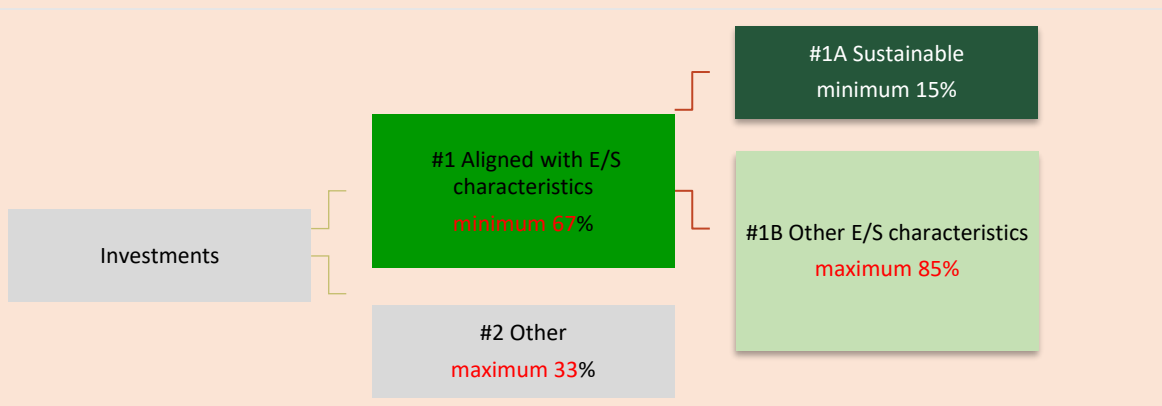 Investments
#1 Aligned with E/S
characteristics
minimum 67%
#2 Other
maximum 33%
#1A Sustainable
minimum 15%
#1B Other E/S characteristics
maximum 85%